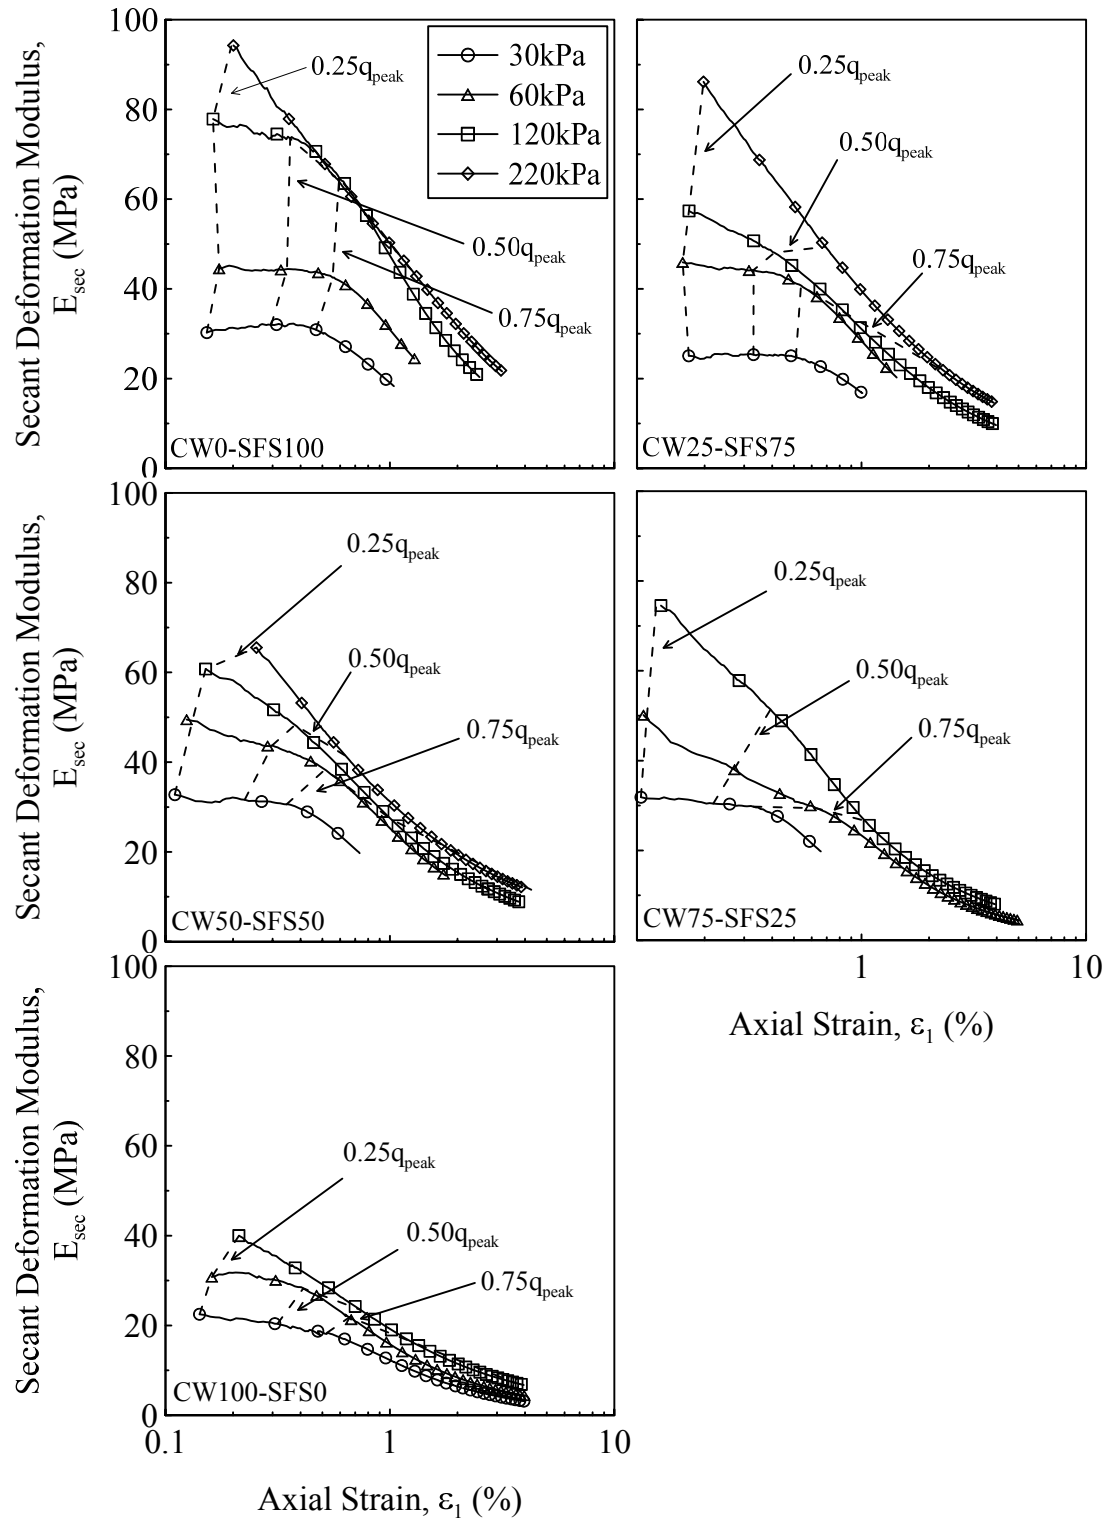 Secant Deformation Modulus,
E_sec (MPa)
100
80
60
40
20
0
0.25q_peak
0.50q_peak
0.75q_peak
30kPa
60kPa
120kPa
220kPa
CW0-SFS100
0.25q_peak
0.50q_peak
0.75q_peak
CW25-SFS75
Secant Deformation Modulus,
E_sec (MPa)
100
80
60
40
20
0
0.25q_peak
0.50q_peak
0.75q_peak
CW50-SFS50
0.25q_peak
0.50q_peak
0.75q_peak
CW75-SFS25
1
10
Axial Strain, ε₁ (%)
Secant Deformation Modulus,
E_sec (MPa)
100
80
60
40
20
0
0.25q_peak
0.50q_peak
0.75q_peak
CW100-SFS0
0.1
1
10
Axial Strain, ε₁ (%)